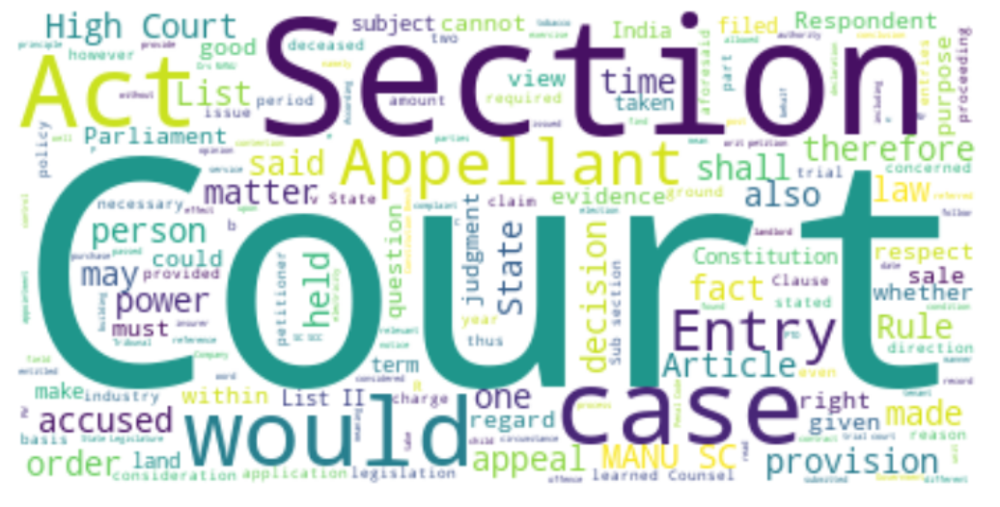 High Court
subject
cannot
India
filed
Respondent
however
good
deceased
two
Section
Act
List
period
issue
amount
view
required
time
taken
part
aforesaid
entries
purpose
proceeding
policy
Parliament
said
Appellant
shall
therefore
concerned
necessary
matter
v State
claim
evidence
ground
trial
also
law
person
could
may
provided
power
must
petitioner
held
question
judgment
State
decision
Sub section
Constitution
respect
fact
Clause
sale
stated
whether
Court
year
relevant
thus
Entry
Rule
direction
term
Article
even
make
industry
within
List II
charge
one
regard
case
right
given
made
accused
basis
would
reason
order
land
consideration
application
legislation
appeal
learned Counsel
MANU SC
provision